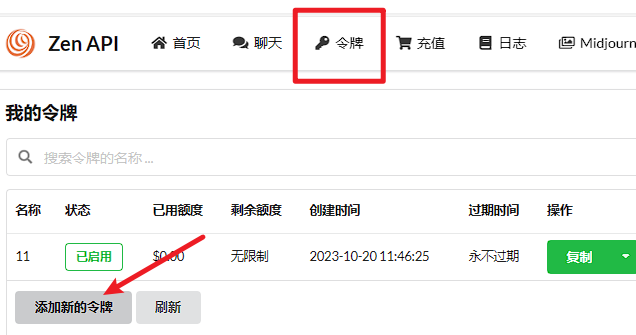 Zen API 首页 聊天 令牌 充值 日志 Midjourn
我的令牌
搜索令牌的名称 ...
名称 状态 已用额度 剩余额度 创建时间 过期时间 操作
11 已启用 $0.00 无限制 2023-10-20 11:46:25 永不过期 复制
添加新的令牌 刷新